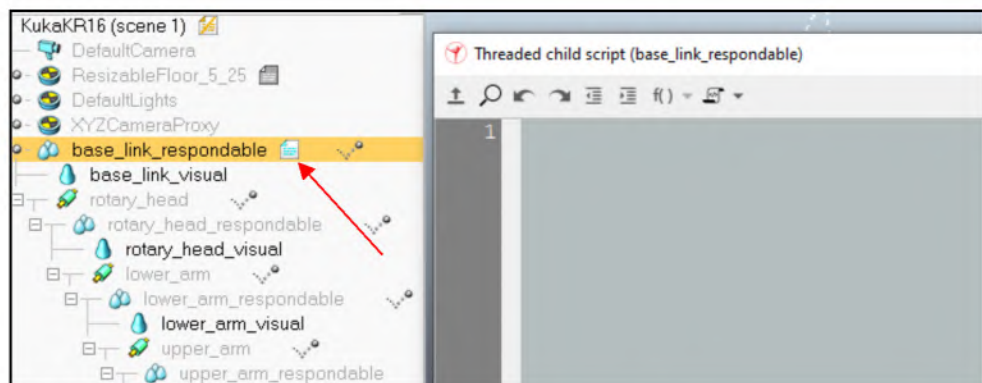 KukaKR16 (scene 1)
DefaultCamera
ResizableFloor_5_25
DefaultLights
XYZCameraProxy
base_link_respondable
base_link_visual
rotary_head
rotary_head_respondable
rotary_head_visual
lower_arm
lower_arm_respondable
lower_arm_visual
upper_arm
upper_arm_respondable
Threaded child script (base_link_respondable)
f()
1